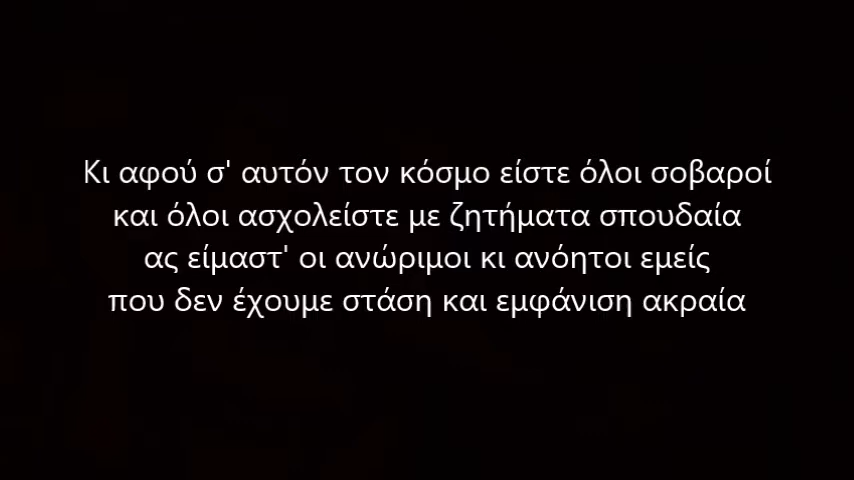 Κι αφού σ' αυτόν τον κόσμο είστε όλοι σοβαροί
και όλοι ασχολείστε με ζητήματα σπουδαία
ας είμαστ' οι ανώριμοι κι ανόητοι εμείς
που δεν έχουμε στάση και εμφάνιση ακραία